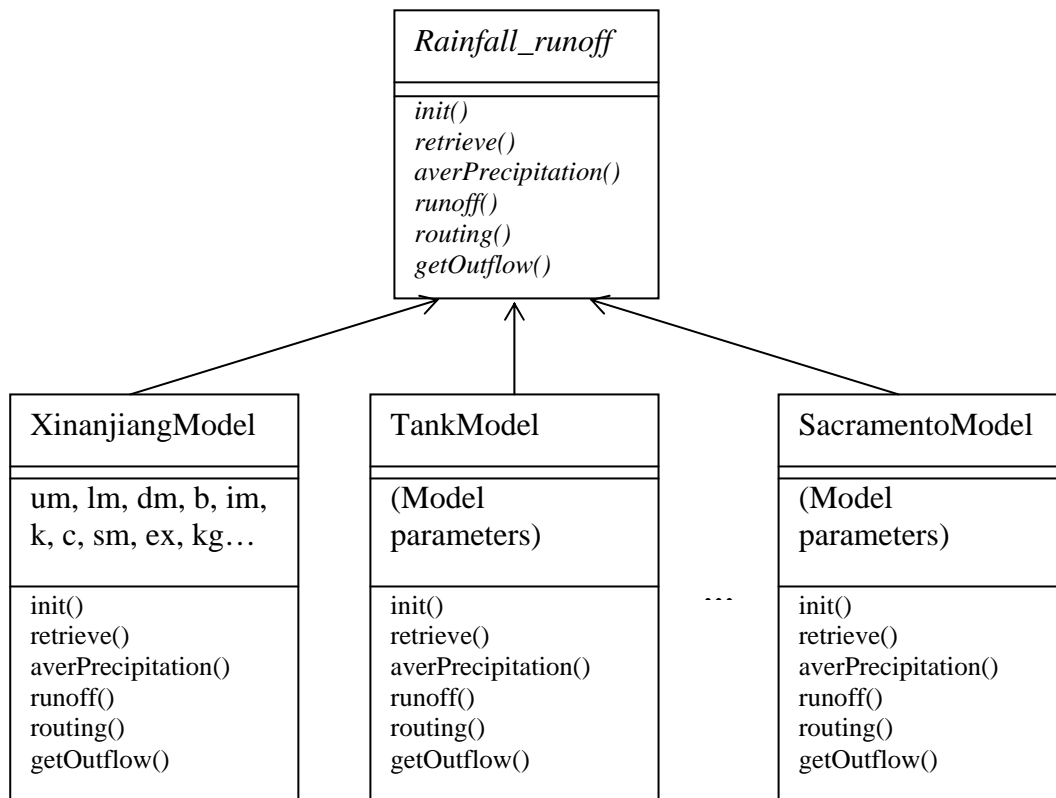 Rainfall_runoff
init()
retrieve()
averPrecipitation()
runoff()
routing()
getOutflow()
XinanjiangModel
um, lm, dm, b, im,
k, c, sm, ex, kg…
init()
retrieve()
averPrecipitation()
runoff()
routing()
getOutflow()
TankModel
(Model
parameters)
init()
retrieve()
averPrecipitation()
runoff()
routing()
getOutflow()
…
SacramentoModel
(Model
parameters)
init()
retrieve()
averPrecipitation()
runoff()
routing()
getOutflow()